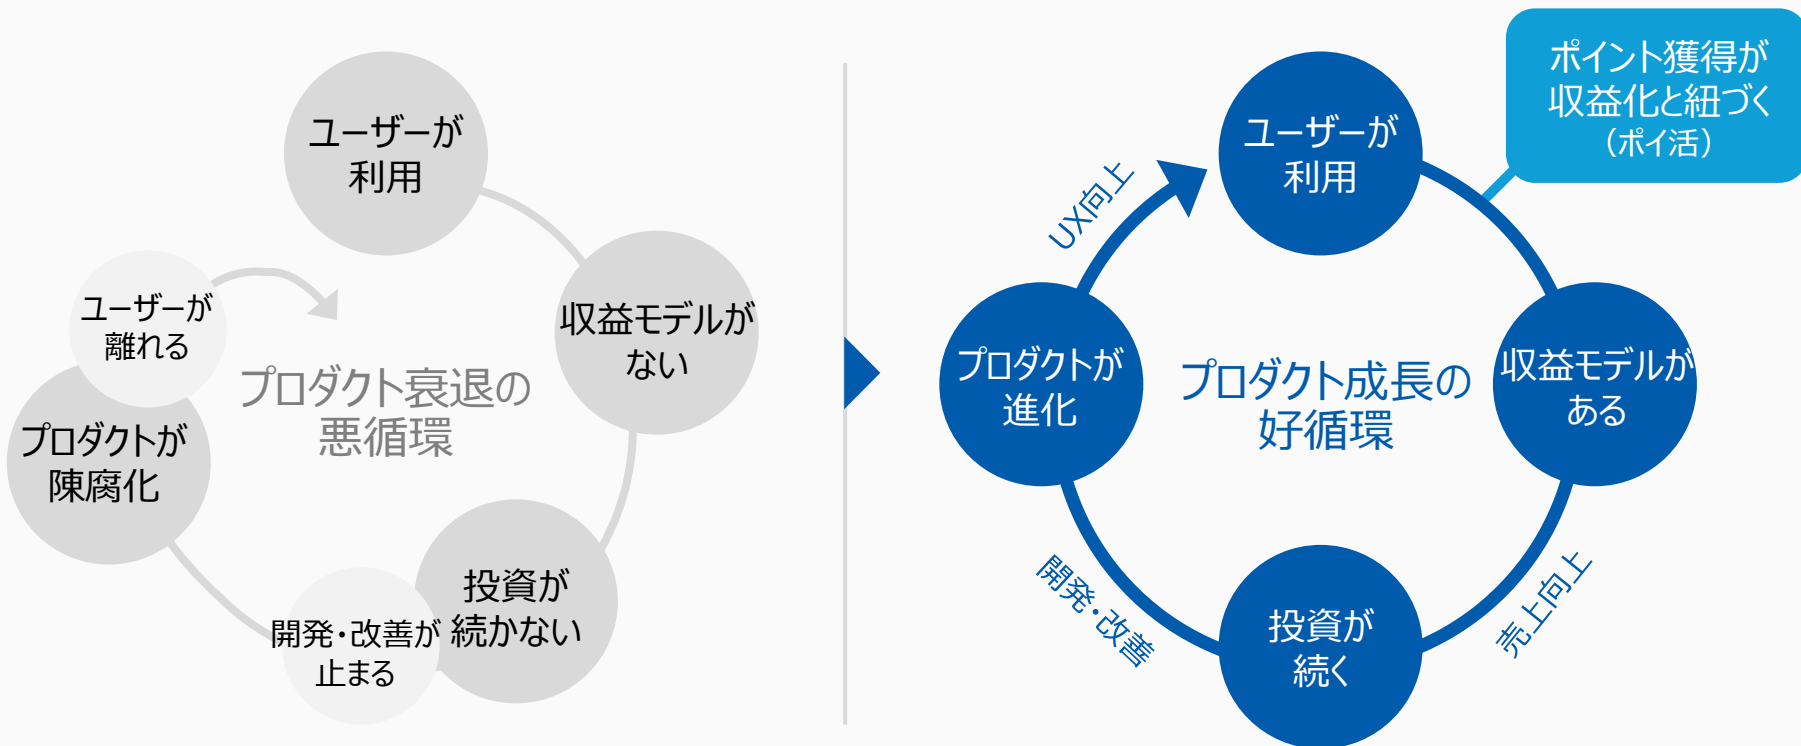 ユーザーが
利用
収益モデルが
ない
投資が
続かない
開発・改善が
止まる
プロダクトが
陳腐化
ユーザーが
離れる
プロダクト衰退の
悪循環
ポイント獲得が
収益化と紐づく
（ポイ活）
ユーザーが
利用
収益モデルが
ある
売上向上
投資が
続く
開発・改善
プロダクトが
進化
UX向上
プロダクト成長の
好循環